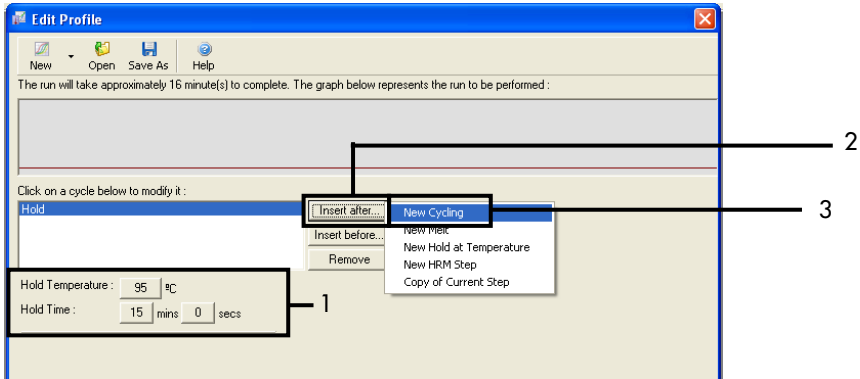 Edit Profile
New Open Save As Help
The run will take approximately 16 minute(s) to complete. The graph below represents the run to be performed :
2
Click on a cycle below to modify it :
Hold
Insert after...
New Cycling
3
Insert before...
New Melt
New Hold at Temperature
Remove
New HRM Step
Copy of Current Step
Hold Temperature : 95 ºC
1
Hold Time : 15 mins 0 secs